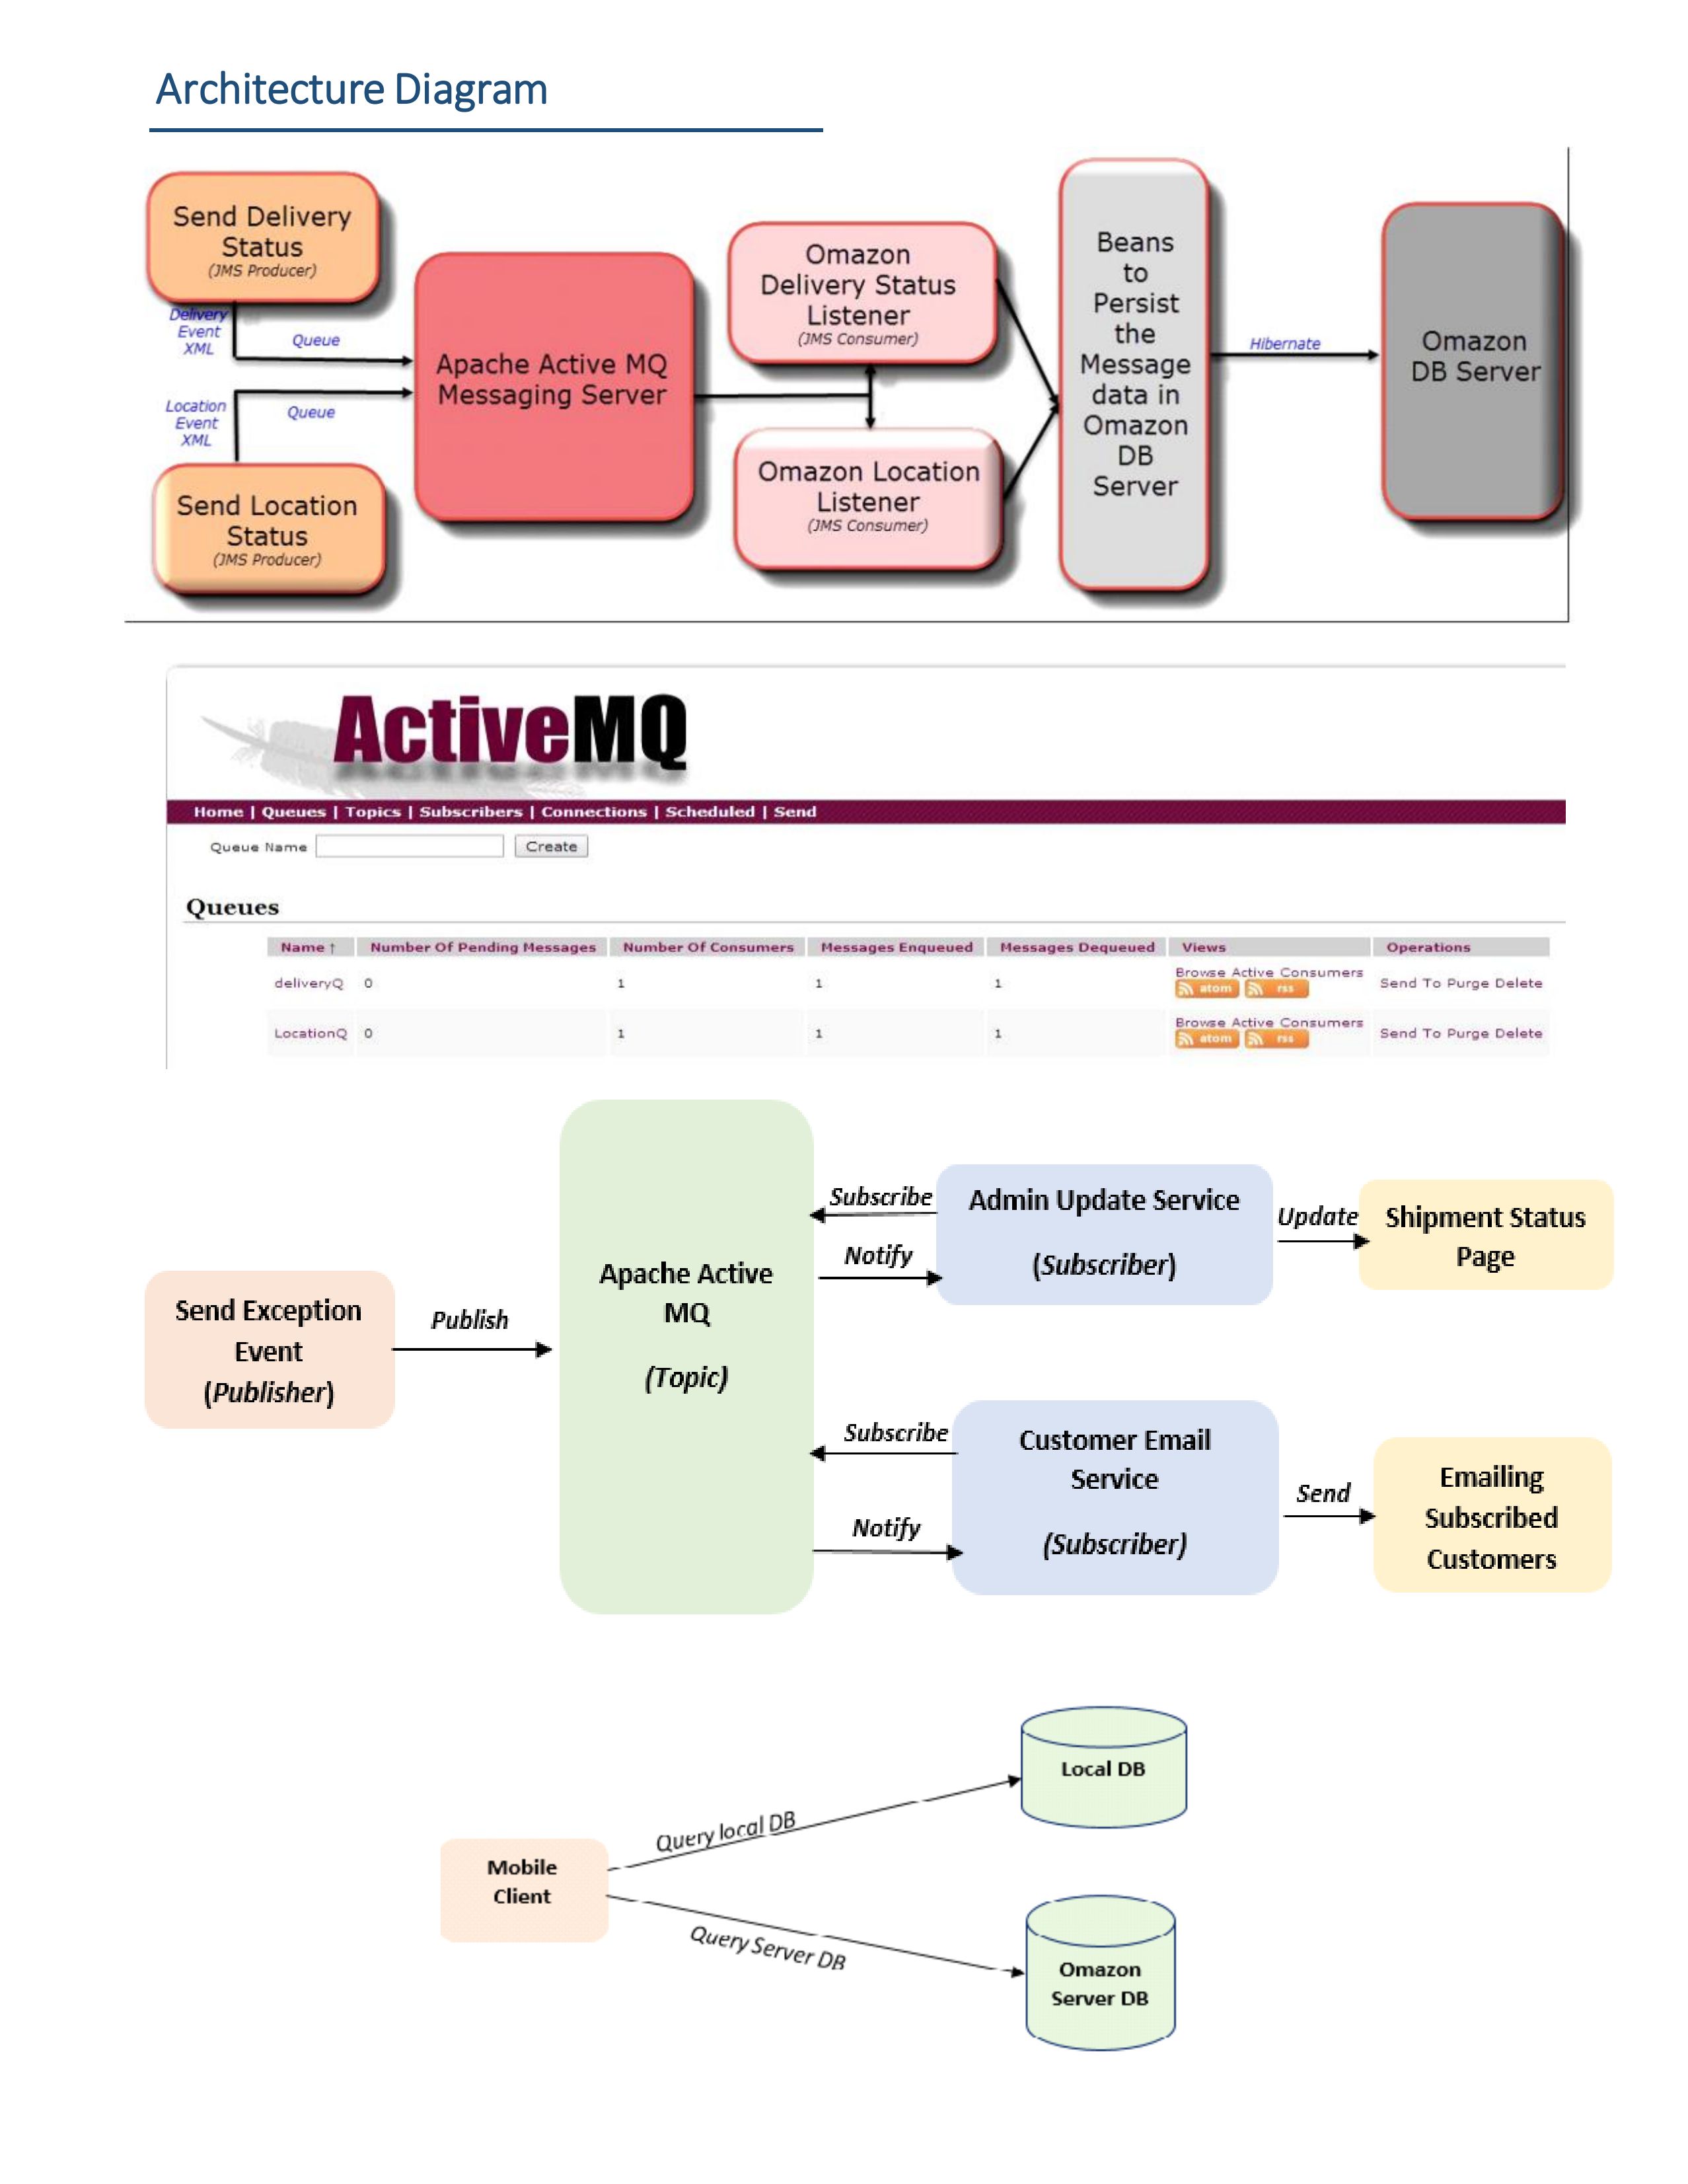 Architecture Diagram
Send Delivery
Status
(JMS Producer)
Delivery
Event
XML
Queue
Location
Event
XML
Queue
Send Location
Status
(JMS Producer)
Apache Active MQ
Messaging Server
Omazon
Delivery Status
Listener
(JMS Consumer)
Omazon Location
Listener
(JMS Consumer)
Beans
to
Persist
the
Message
data in
Omazon
DB
Server
Hibernate
Omazon
DB Server
ActiveMQ
Home | Queues | Topics | Subscribers | Connections | Scheduled | Send
Queue Name Create
Queues
Name ↑ Number Of Pending Messages Number Of Consumers Messages Enqueued Messages Dequeued Views Operations
deliveryQ 0 1 1 1 Browse Active Consumers Send To Purge Delete
atom rss
LocationQ 0 1 1 1 Browse Active Consumers Send To Purge Delete
atom rss
Send Exception
Event
(Publisher)
Publish
Apache Active
MQ
(Topic)
Subscribe
Notify
Admin Update Service
(Subscriber)
Update
Shipment Status
Page
Subscribe
Notify
Customer Email
Service
(Subscriber)
Send
Emailing
Subscribed
Customers
Mobile
Client
Query local DB
Local DB
Query Server DB
Omazon
Server DB